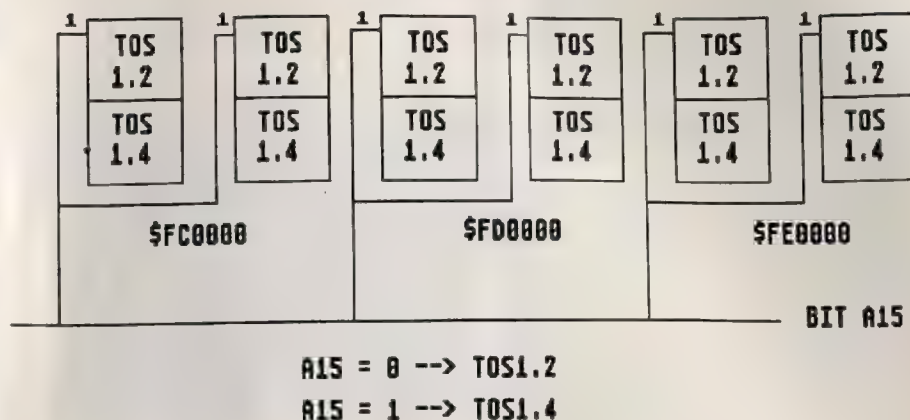 1 1 1 1 1 1
TOS TOS TOS TOS TOS TOS
1.2 1.2 1.2 1.2 1.2 1.2
TOS TOS TOS TOS TOS TOS
1.4 1.4 1.4 1.4 1.4 1.4
$FC0000 $FD0000 $FE0000
BIT A15
A15 = 0 --> TOS1.2
A15 = 1 --> TOS1.4